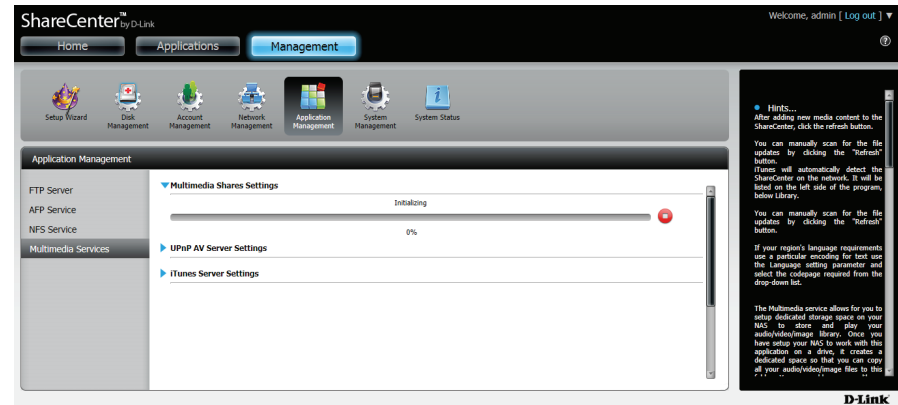 ShareCenter™ by D-Link
Welcome, admin [ Log out ] ▼
Home
Applications
Management
?
Setup Wizard
Disk
Management
Account
Management
Network
Management
Application
Management
System
Management
System Status
Application Management
FTP Server
AFP Service
NFS Service
Multimedia Services
Multimedia Shares Settings
Initializing
0%
UPnP AV Server Settings
iTunes Server Settings
Hints...
After adding new media content to the
ShareCenter, click the refresh button.
You can manually scan for the file
updates by clicking the "Refresh"
button.
iTunes will automatically detect the
ShareCenter on the network. It will be
listed on the left side of the program,
below Library.
You can manually scan for the file
updates by clicking the "Refresh"
button.
If your region's language requirements
use a particular encoding for text use
the Language setting parameter and
select the codepage required from the
drop-down list.
The Multimedia service allows for you to
setup dedicated storage space on your
NAS to store and play your
audio/video/image library. Once you
have setup your NAS to work with this
application on a drive, it creates a
dedicated space so that you can copy
all your audio/video/image files to this
D-Link